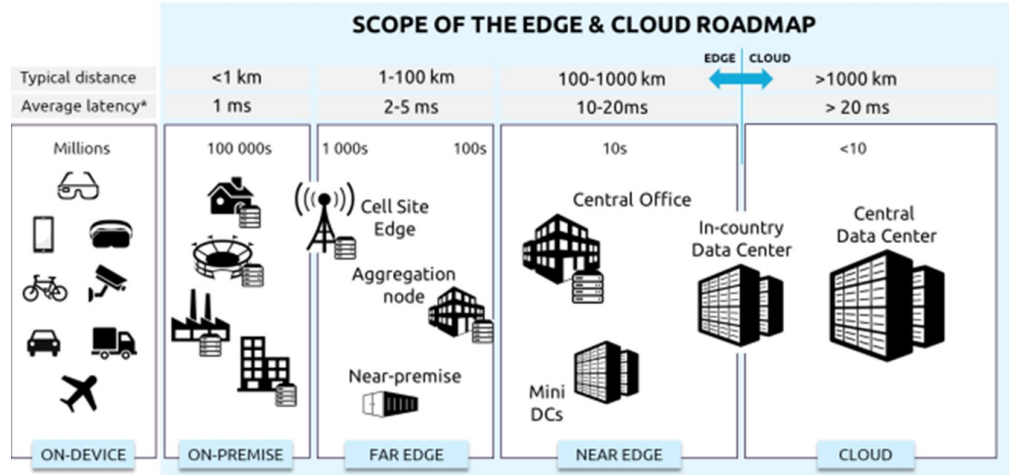 SCOPE OF THE EDGE & CLOUD ROADMAP
EDGE CLOUD
Typical distance <1 km 1-100 km 100-1000 km >1000 km
Average latency* 1 ms 2-5 ms 10-20ms > 20 ms
Millions 100 000s 1 000s 100s 10s <10
Cell Site
Edge
Aggregation
node
Near-premise
Central Office
Mini
DCs
In-country
Data Center
Central
Data Center
ON-DEVICE ON-PREMISE FAR EDGE NEAR EDGE CLOUD